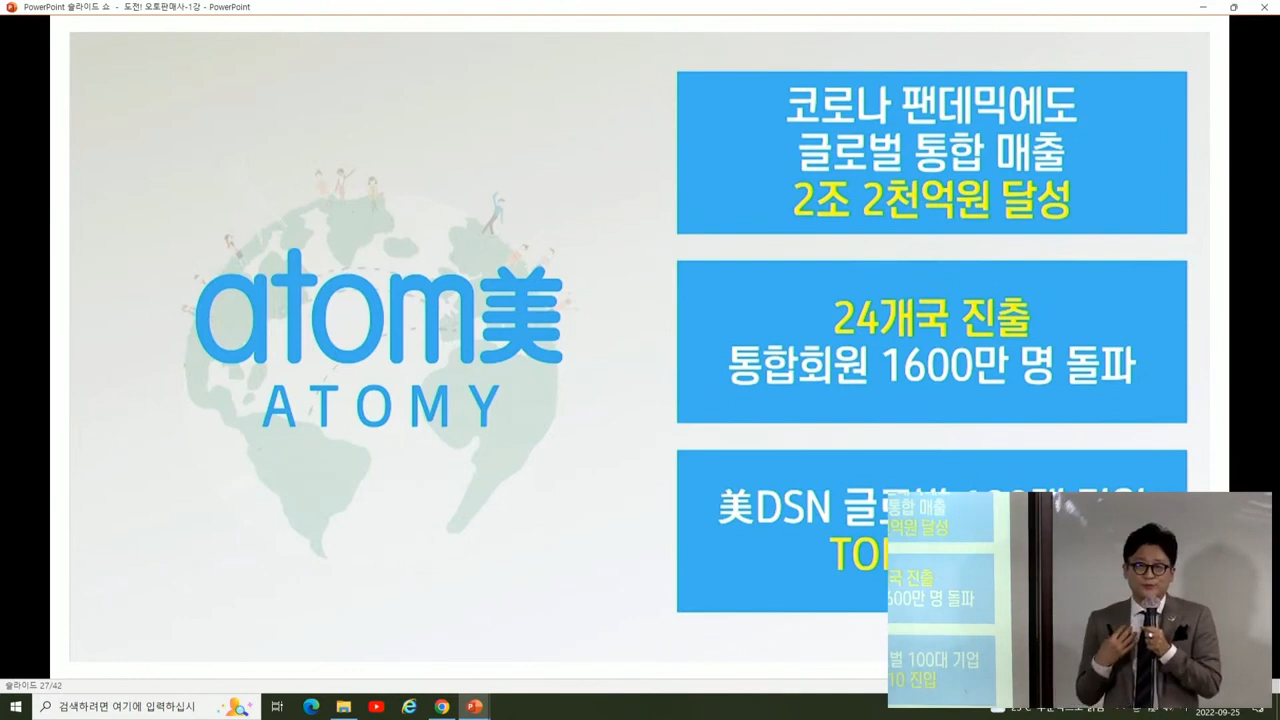 PowerPoint 슬라이드 쇼 - 도전! 오토판매사-1강 - PowerPoint
코로나 팬데믹에도
글로벌 통합 매출
2조 2천억원 달성
atom美
ATOMY
24개국 진출
통합회원 1600만 명 돌파
美DSN 글로벌
통합 매출
억원 달성
국 진출
600만 명 돌파
벌 100대 기업
10 진입
슬라이드 27/42
검색하려면 여기에 입력하십시
2022-09-25